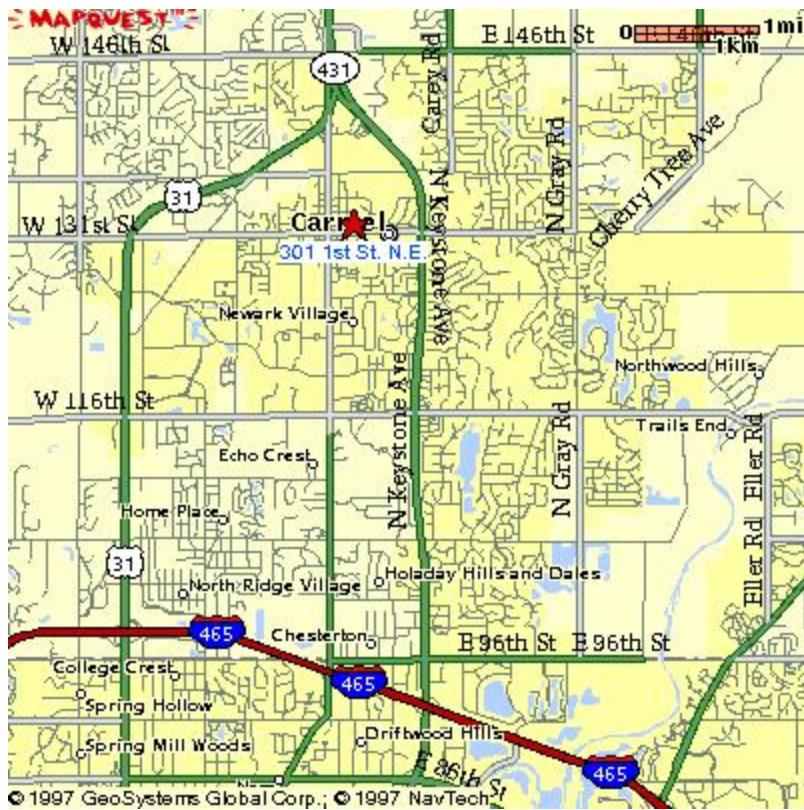 MAPQUEST
W 146th St
E 146th St
0 1mi
1km
431
Carey Rd
N Gray Rd
Cherry Tree Ave
31
N Keystone Ave
W 131st St
Carmel
301 1st St. N.E.
Newark Village
Northwood Hills
N Keystone Ave
W 116th St
N Gray Rd
Trails End
Eller Rd
Echo Crest
Home Place
31
Eller Rd
North Ridge Village
Holaday Hills and Dales
465
Chesterton
E 96th St E 96th St
College Crest
465
Spring Hollow
Driftwood Hills
Spring Mill Woods
E 86th St
465
© 1997 GeoSystems Global Corp.; © 1997 NavTech